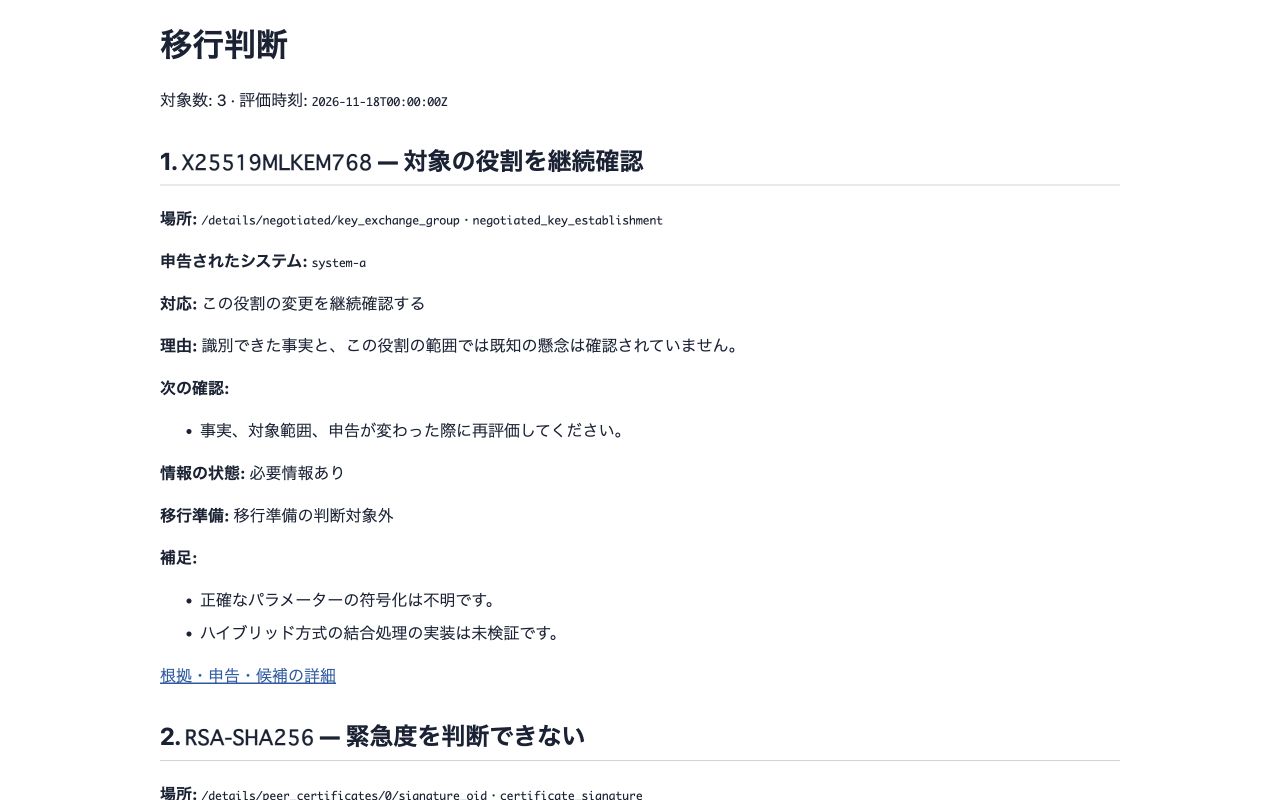 移行判断
対象数: 3 · 評価時刻: 2026-11-18T00:00:00Z
1. X25519MLKEM768 — 対象の役割を継続確認
場所: /details/negotiated/key_exchange_group · negotiated_key_establishment
申告されたシステム: system-a
対応: この役割の変更を継続確認する
理由: 識別できた事実と、この役割の範囲では既知の懸念は確認されていません。
次の確認:
• 事実、対象範囲、申告が変わった際に再評価してください。
情報の状態: 必要情報あり
移行準備: 移行準備の判断対象外
補足:
• 正確なパラメーターの符号化は不明です。
• ハイブリッド方式の結合処理の実装は未検証です。
根拠・申告・候補の詳細
2. RSA-SHA256 — 緊急度を判断できない
場所: /details/peer_certificates/0/signature_oid · certificate_signature